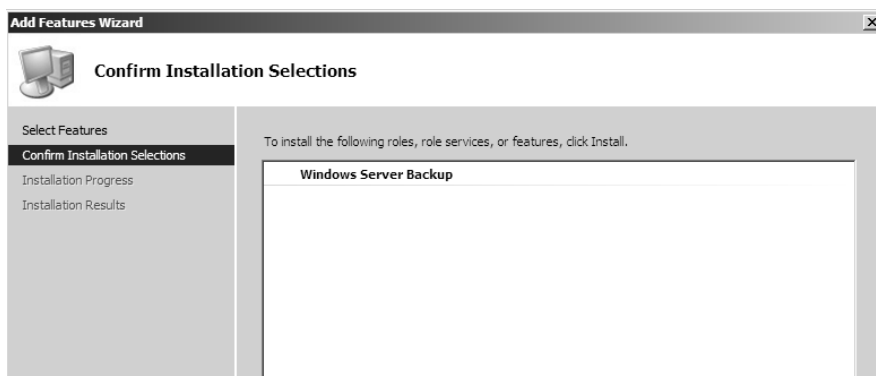 Add Features Wizard
Confirm Installation Selections
Select Features
Confirm Installation Selections
Installation Progress
Installation Results
To install the following roles, role services, or features, click Install.
Windows Server Backup